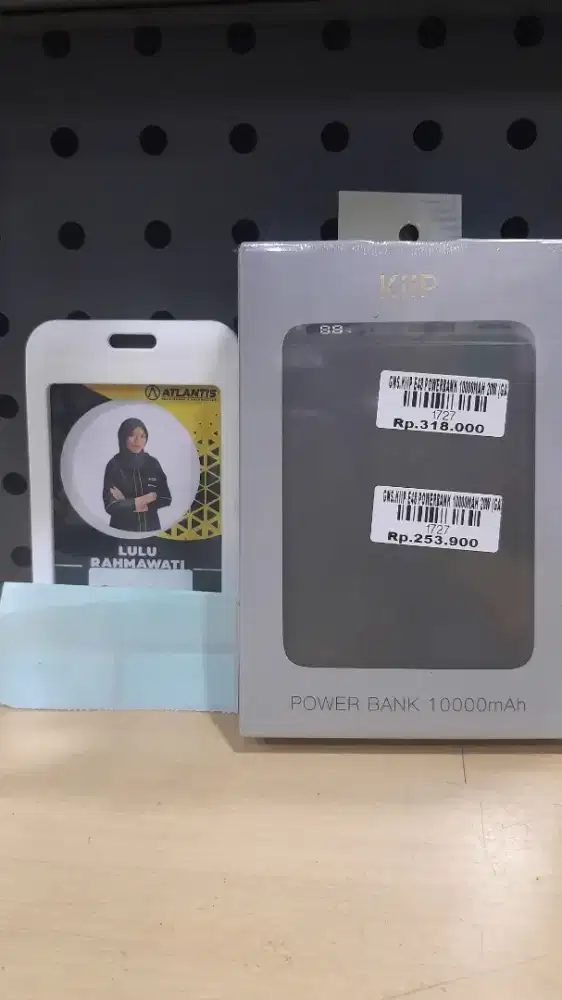 ATLANTIS
LULU
RAHMAWATI
KIIP
88
GNS.KIIP E48 POWERBANK 10000MAH 20W (GA
1727
Rp.318.000
GNS.KIIP E48 POWERBANK 10000MAH 20W (GA
1727
Rp.253.900
POWER BANK 10000mAh